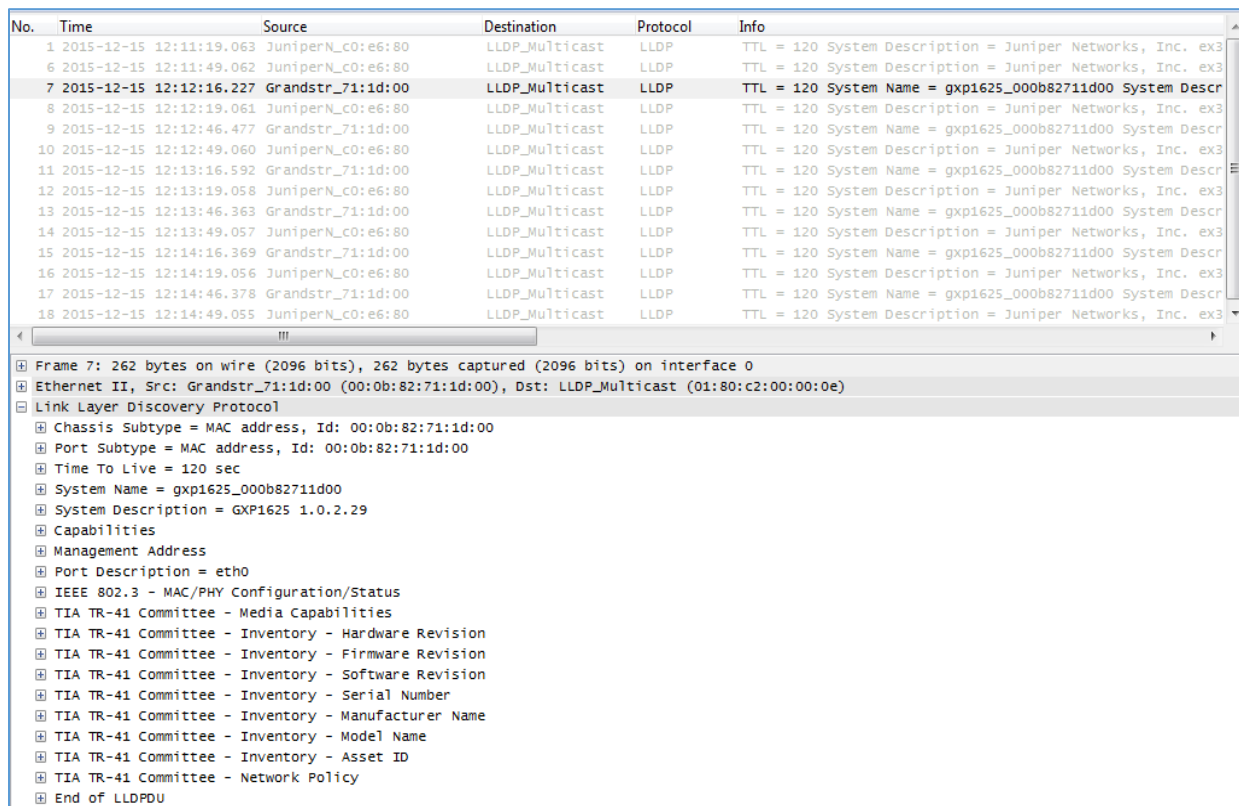 No. Time Source Destination Protocol Info
1 2015-12-15 12:11:19.063 JuniperN_c0:e6:80 LLDP_Multicast LLDP TTL = 120 System Description = Juniper Networks, Inc. ex3
6 2015-12-15 12:11:49.062 JuniperN_c0:e6:80 LLDP_Multicast LLDP TTL = 120 System Description = Juniper Networks, Inc. ex3
7 2015-12-15 12:12:16.227 Grandstr_71:1d:00 LLDP_Multicast LLDP TTL = 120 System Name = gxp1625_000b82711d00 System Descr
8 2015-12-15 12:12:19.061 JuniperN_c0:e6:80 LLDP_Multicast LLDP TTL = 120 System Description = Juniper Networks, Inc. ex3
9 2015-12-15 12:12:46.477 Grandstr_71:1d:00 LLDP_Multicast LLDP TTL = 120 System Name = gxp1625_000b82711d00 System Descr
10 2015-12-15 12:12:49.060 JuniperN_c0:e6:80 LLDP_Multicast LLDP TTL = 120 System Description = Juniper Networks, Inc. ex3
11 2015-12-15 12:13:16.592 Grandstr_71:1d:00 LLDP_Multicast LLDP TTL = 120 System Name = gxp1625_000b82711d00 System Descr
12 2015-12-15 12:13:19.058 JuniperN_c0:e6:80 LLDP_Multicast LLDP TTL = 120 System Description = Juniper Networks, Inc. ex3
13 2015-12-15 12:13:46.363 Grandstr_71:1d:00 LLDP_Multicast LLDP TTL = 120 System Name = gxp1625_000b82711d00 System Descr
14 2015-12-15 12:13:49.057 JuniperN_c0:e6:80 LLDP_Multicast LLDP TTL = 120 System Description = Juniper Networks, Inc. ex3
15 2015-12-15 12:14:16.369 Grandstr_71:1d:00 LLDP_Multicast LLDP TTL = 120 System Name = gxp1625_000b82711d00 System Descr
16 2015-12-15 12:14:19.056 JuniperN_c0:e6:80 LLDP_Multicast LLDP TTL = 120 System Description = Juniper Networks, Inc. ex3
17 2015-12-15 12:14:46.378 Grandstr_71:1d:00 LLDP_Multicast LLDP TTL = 120 System Name = gxp1625_000b82711d00 System Descr
18 2015-12-15 12:14:49.055 JuniperN_c0:e6:80 LLDP_Multicast LLDP TTL = 120 System Description = Juniper Networks, Inc. ex3
Frame 7: 262 bytes on wire (2096 bits), 262 bytes captured (2096 bits) on interface 0
Ethernet II, Src: Grandstr_71:1d:00 (00:0b:82:71:1d:00), Dst: LLDP_Multicast (01:80:c2:00:00:0e)
Link Layer Discovery Protocol
Chassis Subtype = MAC address, Id: 00:0b:82:71:1d:00
Port Subtype = MAC address, Id: 00:0b:82:71:1d:00
Time To Live = 120 sec
System Name = gxp1625_000b82711d00
System Description = GXP1625 1.0.2.29
Capabilities
Management Address
Port Description = eth0
IEEE 802.3 - MAC/PHY Configuration/Status
TIA TR-41 Committee - Media Capabilities
TIA TR-41 Committee - Inventory - Hardware Revision
TIA TR-41 Committee - Inventory - Firmware Revision
TIA TR-41 Committee - Inventory - Software Revision
TIA TR-41 Committee - Inventory - Serial Number
TIA TR-41 Committee - Inventory - Manufacturer Name
TIA TR-41 Committee - Inventory - Model Name
TIA TR-41 Committee - Inventory - Asset ID
TIA TR-41 Committee - Network Policy
End of LLDPDU